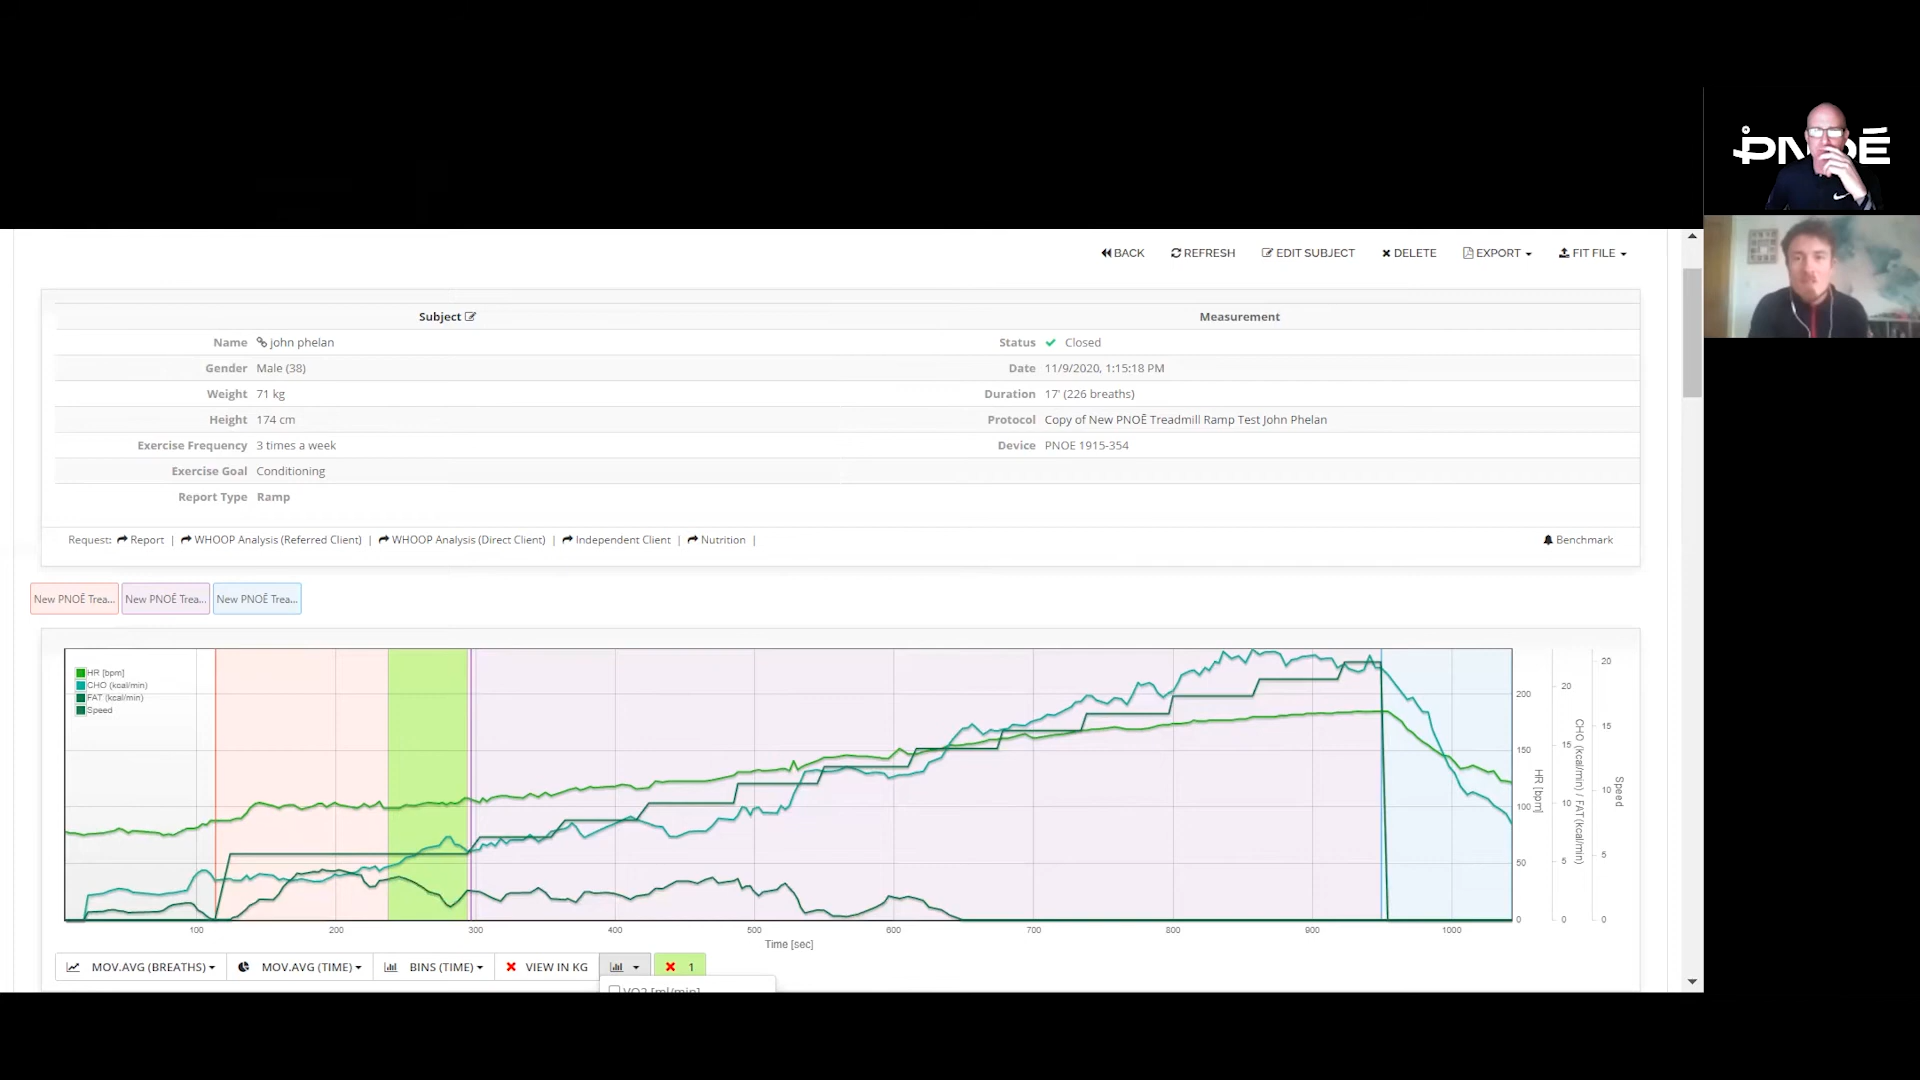 PNOĒ
BACK REFRESH EDIT SUBJECT DELETE EXPORT FIT FILE
Subject Measurement
Name john phelan Status Closed
Gender Male (38) Date 11/9/2020, 1:15:18 PM
Weight 71 kg Duration 17' (226 breaths)
Height 174 cm Protocol Copy of New PNOĒ Treadmill Ramp Test John Phelan
Exercise Frequency 3 times a week Device PNOE 1915-354
Exercise Goal Conditioning
Report Type Ramp
Request: Report | WHOOP Analysis (Referred Client) | WHOOP Analysis (Direct Client) | Independent Client | Nutrition | Benchmark
New PNOĒ Trea... New PNOĒ Trea... New PNOĒ Trea...
HR [bpm]
CHO (kcal/min)
FAT (kcal/min)
Speed
200 150 100 50 0
HR [bpm]
20 15 10 5 0
CHO (kcal/min) / FAT (kcal/min)
20 15 10 5 0
Speed
100 200 300 400 500 600 700 800 900 1000
Time [sec]
MOV.AVG (BREATHS) MOV.AVG (TIME) BINS (TIME) VIEW IN KG 1
VO2 [ml/min]